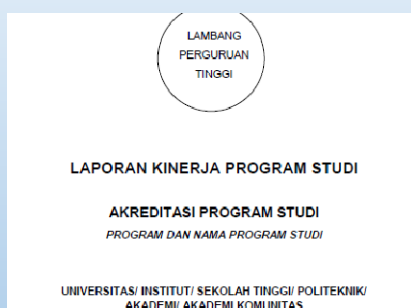 LAMBANG
PERGURUAN
TINGGI
LAPORAN KINERJA PROGRAM STUDI
AKREDITASI PROGRAM STUDI
PROGRAM DAN NAMA PROGRAM STUDI
UNIVERSITAS/ INSTITUT/ SEKOLAH TINGGI/ POLITEKNIK/
AKADEMI/ AKADEMI KOMUNITAS